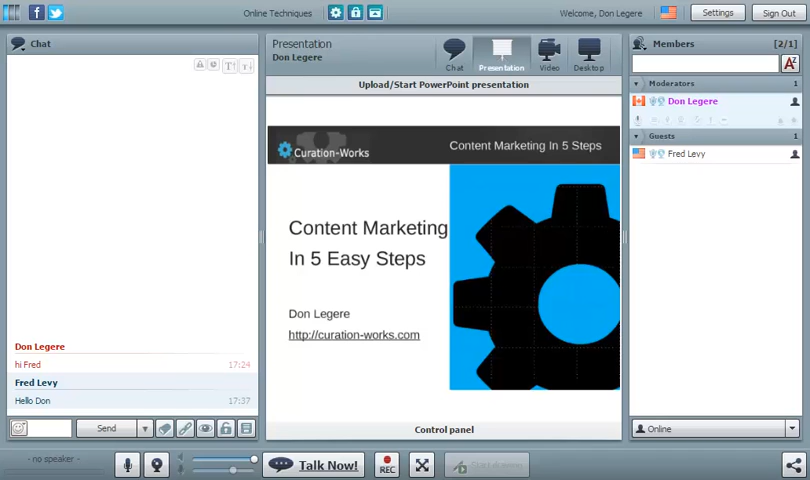 Online Techniques
Welcome, Don Legere
Settings
Sign Out
Chat
Presentation
Don Legere
Chat
Presentation
Video
Desktop
Members
[2/1]
Upload/Start PowerPoint presentation
Moderators 1
Don Legere
Guests 1
Fred Levy
Curation-Works
Content Marketing In 5 Steps
Content Marketing
In 5 Easy Steps
Don Legere
http://curation-works.com
Don Legere
hi Fred 17:24
Fred Levy
Hello Don 17:37
Send
Control panel
Online
- no speaker -
Talk Now!
REC